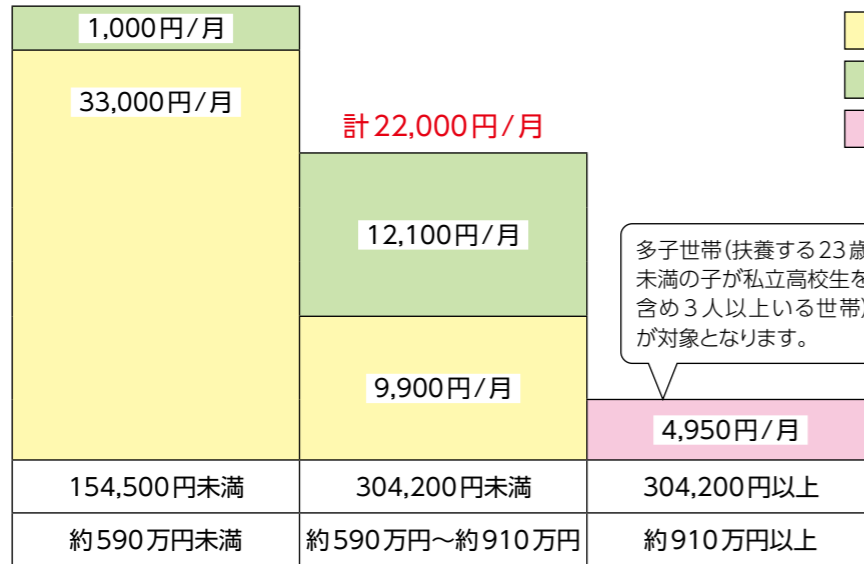 1,000円/月
33,000円/月
計22,000円/月
12,100円/月
9,900円/月
多子世帯(扶養する23歳
未満の子が私立高校生を
含め3人以上いる世帯)
が対象となります。
4,950円/月
154,500円未満 304,200円未満 304,200円以上
約590万円未満 約590万円～約910万円 約910万円以上